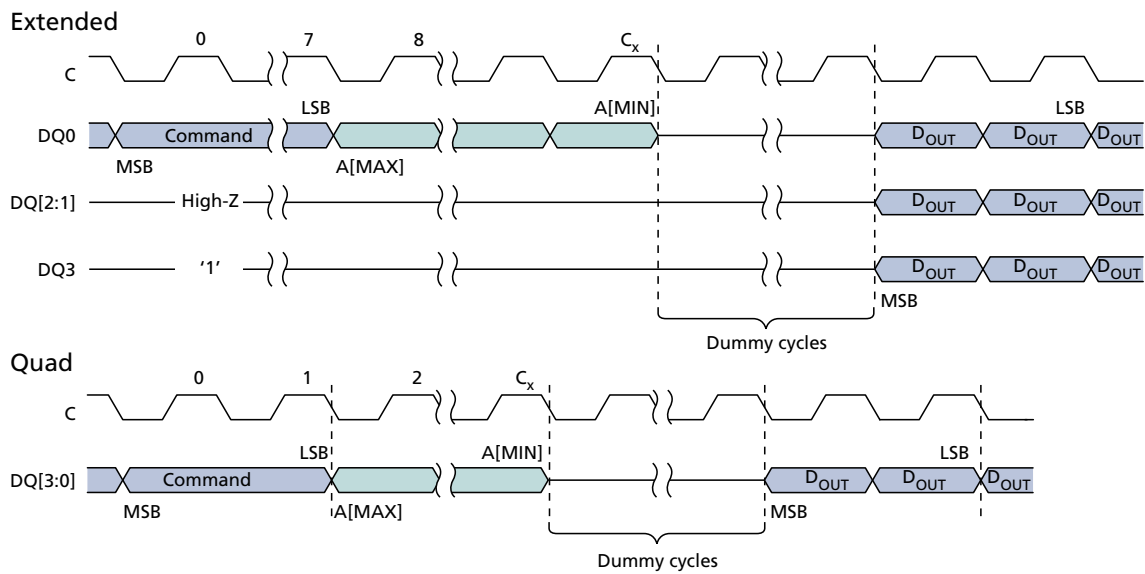 Extended
0 7 8 Cx
C
LSB A[MIN] LSB
DQ0 Command DOUT DOUT DOUT
MSB A[MAX]
DQ[2:1] High-Z DOUT DOUT DOUT
DQ3 ‘1’ DOUT DOUT DOUT
MSB
Dummy cycles
Quad
0 1 2 Cx
C
LSB A[MIN] LSB
DQ[3:0] Command DOUT DOUT DOUT
MSB A[MAX] MSB
Dummy cycles